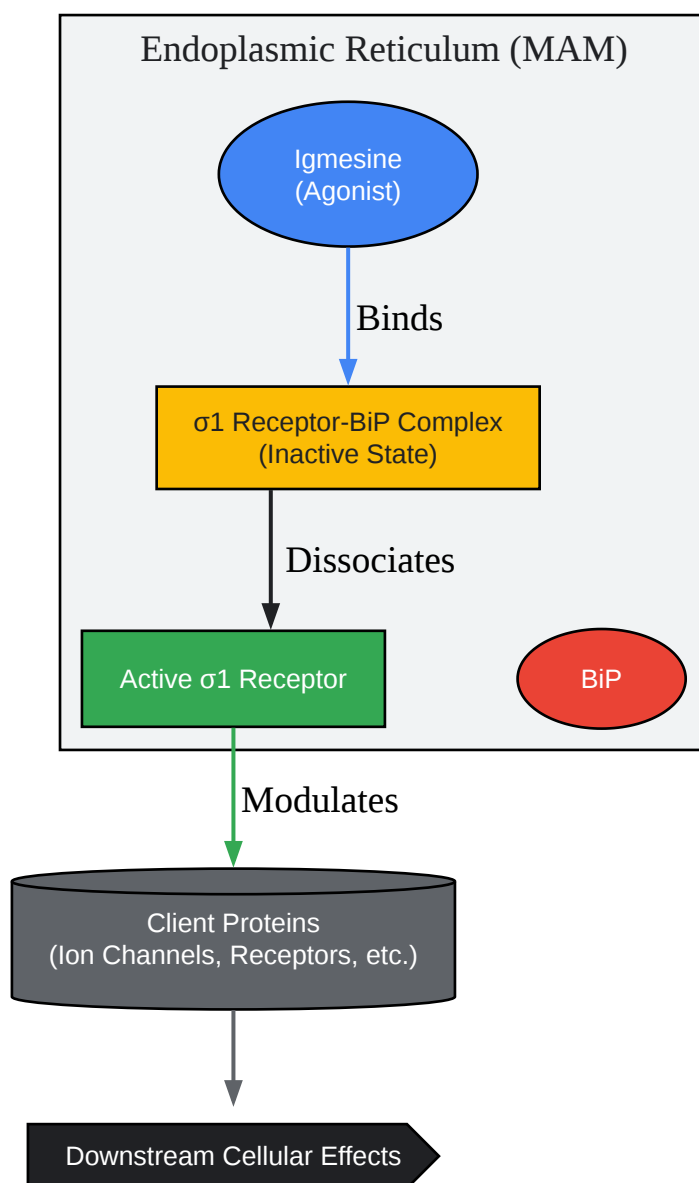 Endoplasmic Reticulum (MAM)
Igmesine
(Agonist)
Binds
σ1 Receptor-BiP Complex
(Inactive State)
Dissociates
Active σ1 Receptor
BiP
Modulates
Client Proteins
(Ion Channels, Receptors, etc.)
Downstream Cellular Effects